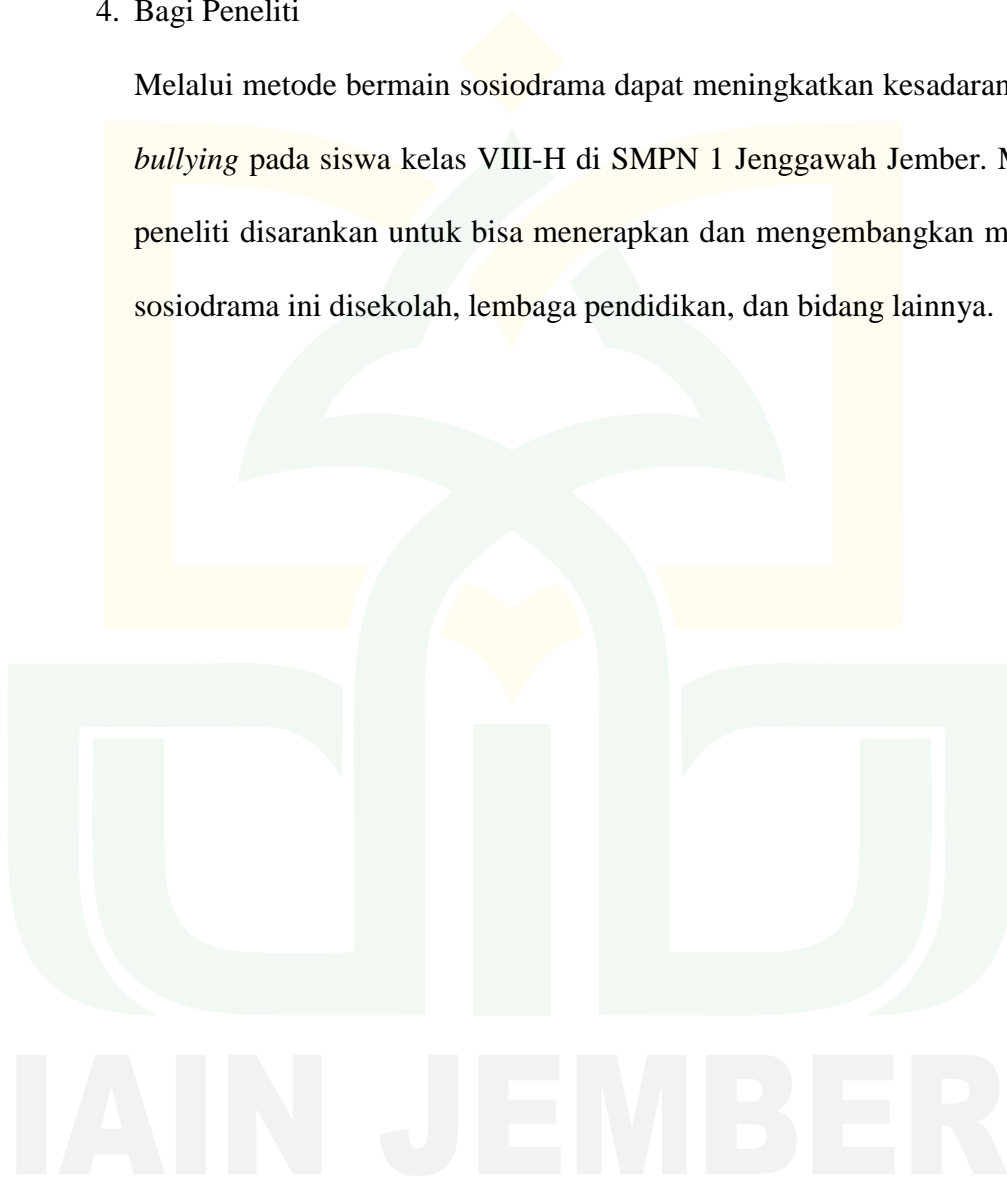 4. Bagi Peneliti
Melalui metode bermain sosiodrama dapat meningkatkan kesadaran
bullying pada siswa kelas VIII-H di SMPN 1 Jenggawah Jember.
peneliti disarankan untuk bisa menerapkan dan mengembangkan
sosiodrama ini disekolah, lembaga pendidikan, dan bidang lainnya.
IAIN JEMBER